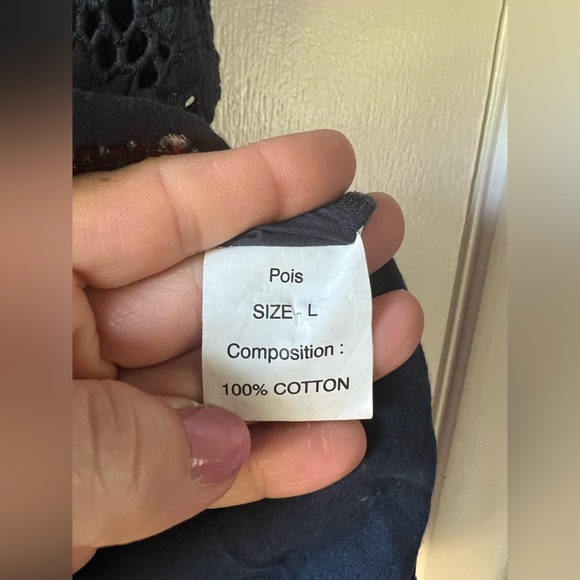 Pois
SIZE - L
Composition :
100% COTTON